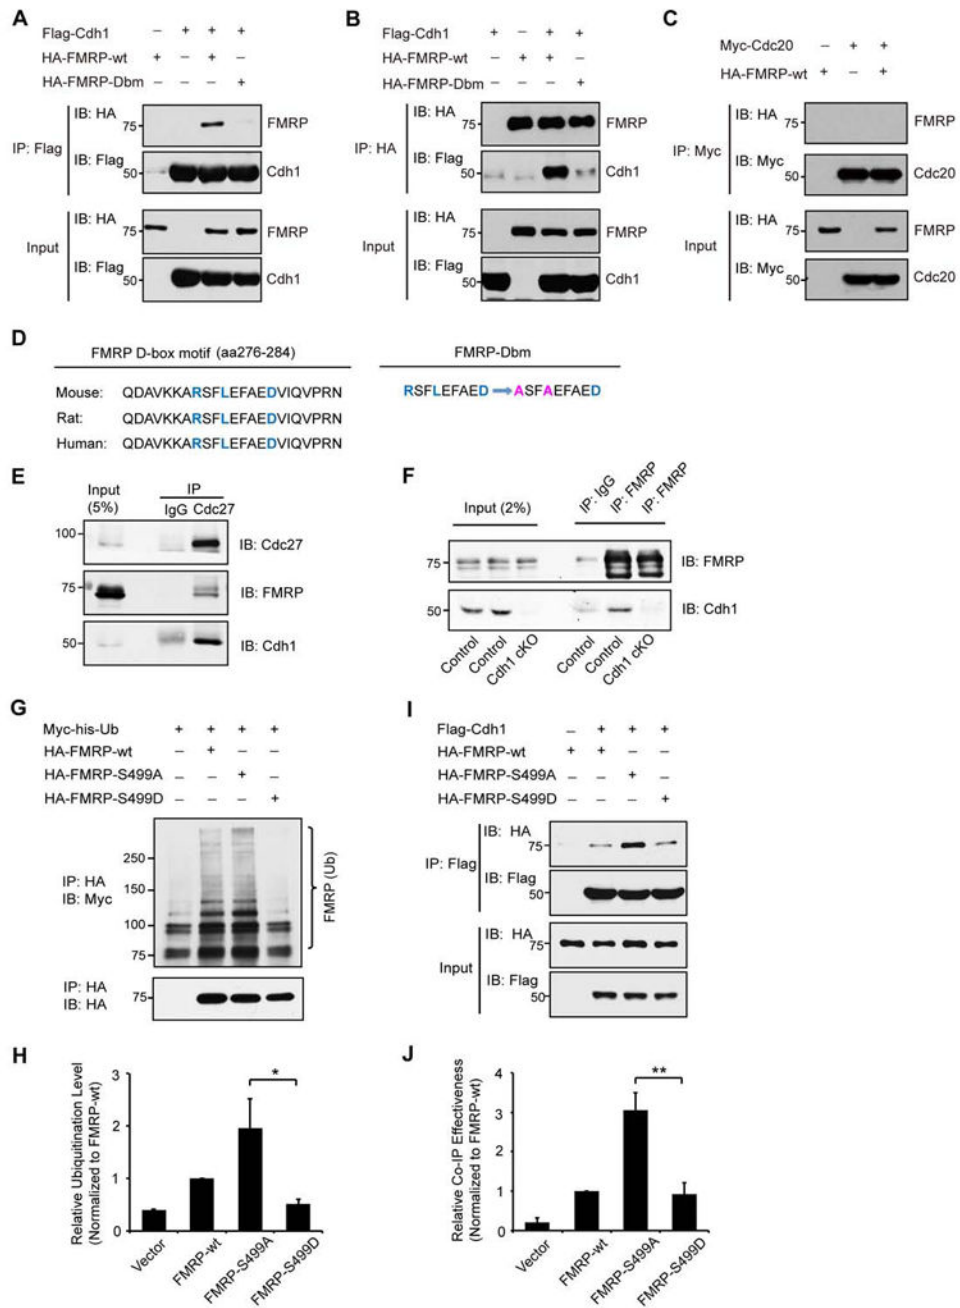 A
Flag-Cdh1 – + + +
HA-FMRP-wt + – + –
HA-FMRP-Dbm – – – +
IP: Flag
IB: HA
75
FMRP
IB: Flag
50
Cdh1
Input
IB: HA
75
FMRP
IB: Flag
50
Cdh1
B
Flag-Cdh1 + – + +
HA-FMRP-wt – + + –
HA-FMRP-Dbm – – – +
IP: HA
IB: HA
75
FMRP
IB: Flag
50
Cdh1
Input
IB: HA
75
FMRP
IB: Flag
50
Cdh1
C
Myc-Cdc20 – + +
HA-FMRP-wt + – +
IP: Myc
IB: HA
75
FMRP
IB: Myc
50
Cdc20
Input
IB: HA
75
FMRP
IB: Myc
50
Cdc20
D
FMRP D-box motif (aa276-284)
Mouse: QDAVKKARSFLEFAEDVIQVPRN
Rat: QDAVKKARSFLEFAEDVIQVPRN
Human: QDAVKKARSFLEFAEDVIQVPRN
FMRP-Dbm
RSFLEFAED → ASFAEFAED
E
Input (5%)
IP
IgG Cdc27
100
IB: Cdc27
75
IB: FMRP
50
IB: Cdh1
F
Input (2%)
IP: IgG
IP: FMRP
IP: FMRP
75
IB: FMRP
50
IB: Cdh1
Control
Control
Cdh1 cKO
Control
Control
Cdh1 cKO
G
Myc-his-Ub + + + +
HA-FMRP-wt – + – –
HA-FMRP-S499A – – + –
HA-FMRP-S499D – – – +
IP: HA
IB: Myc
250
150
100
75
FMRP (Ub)
IP: HA
IB: HA
75
I
Flag-Cdh1 – + + +
HA-FMRP-wt + + – –
HA-FMRP-S499A – – + –
HA-FMRP-S499D – – – +
IP: Flag
IB: HA
75
IB: Flag
50
Input
IB: HA
75
IB: Flag
50
H
Relative Ubiquitination Level
(Normalized to FMRP-wt)
3
2
1
0
*
Vector
FMRP-wt
FMRP-S499A
FMRP-S499D
J
Relative Co-IP Effectiveness
(Normalized to FMRP-wt)
4
3
2
1
0
**
Vector
FMRP-wt
FMRP-S499A
FMRP-S499D